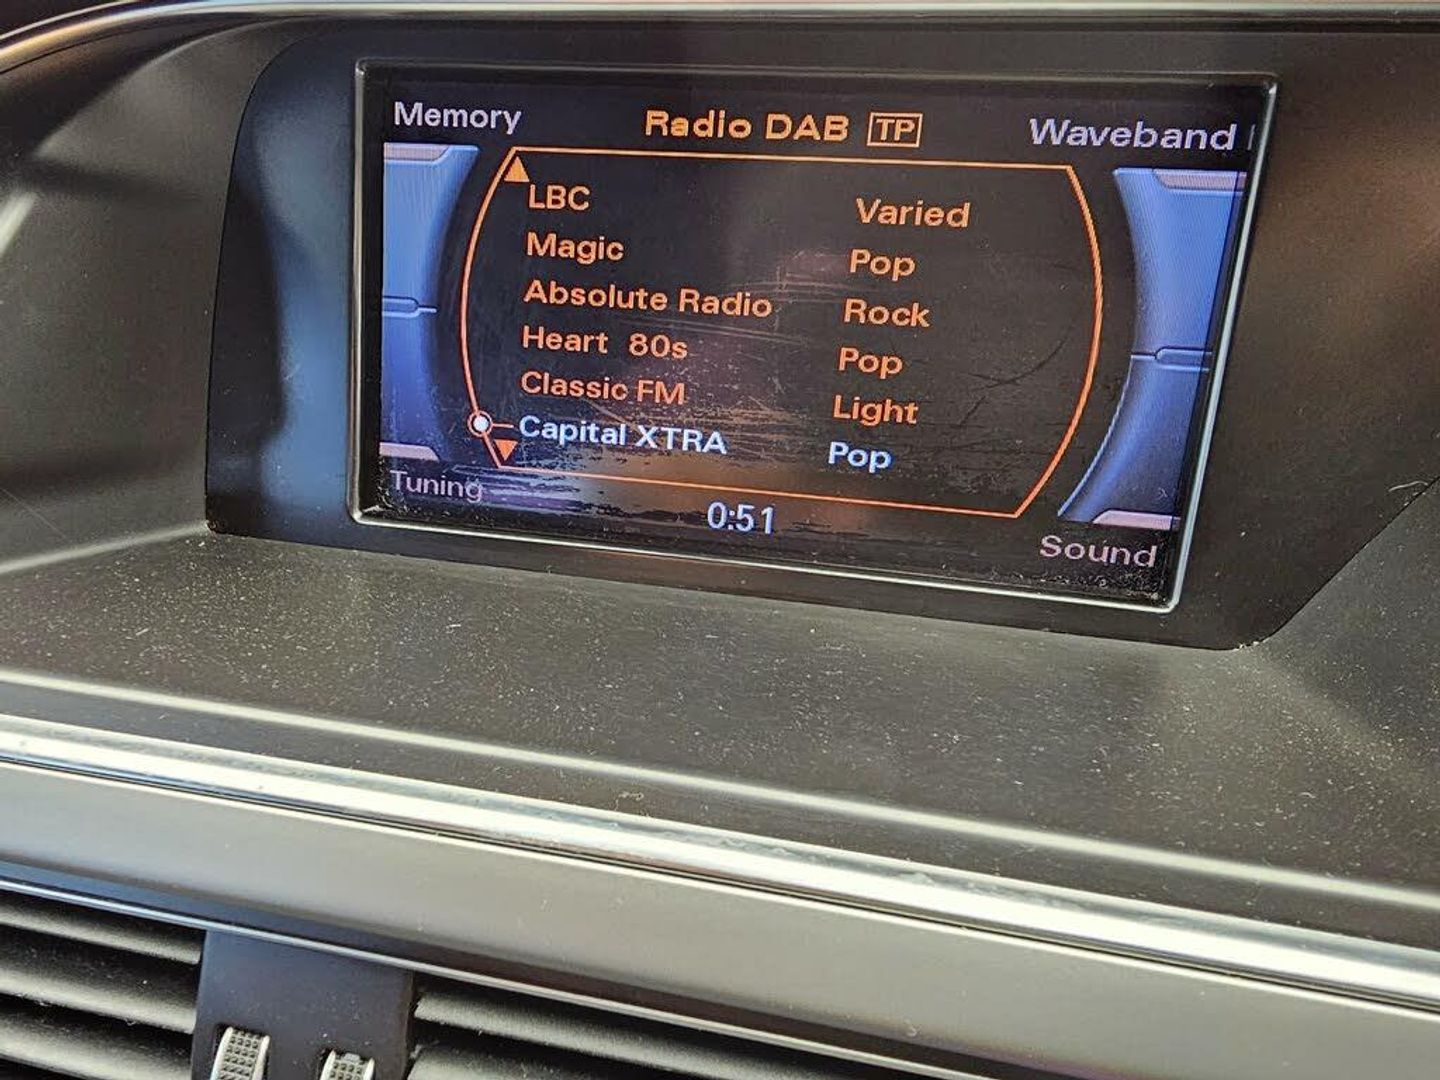 Memory Radio DAB TP Waveband
LBC Varied
Magic Pop
Absolute Radio Rock
Heart 80s Pop
Classic FM Light
Capital XTRA Pop
Tuning 0:51 Sound